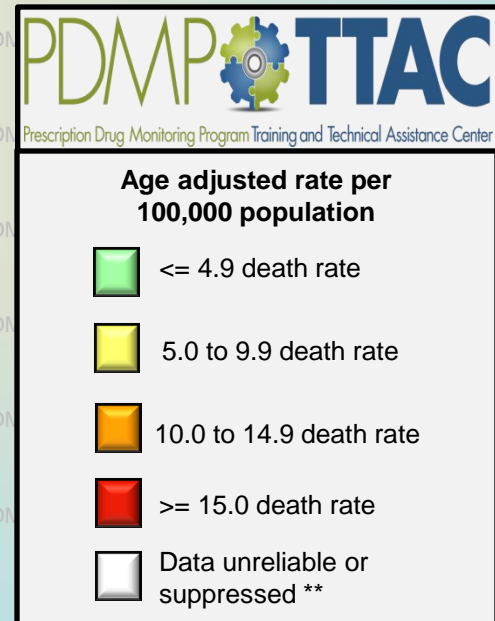 PDMP TTAC
Prescription Drug Monitoring Program Training and Technical Assistance Center
Age adjusted rate per
100,000 population
<= 4.9 death rate
5.0 to 9.9 death rate
10.0 to 14.9 death rate
>= 15.0 death rate
Data unreliable or
suppressed **